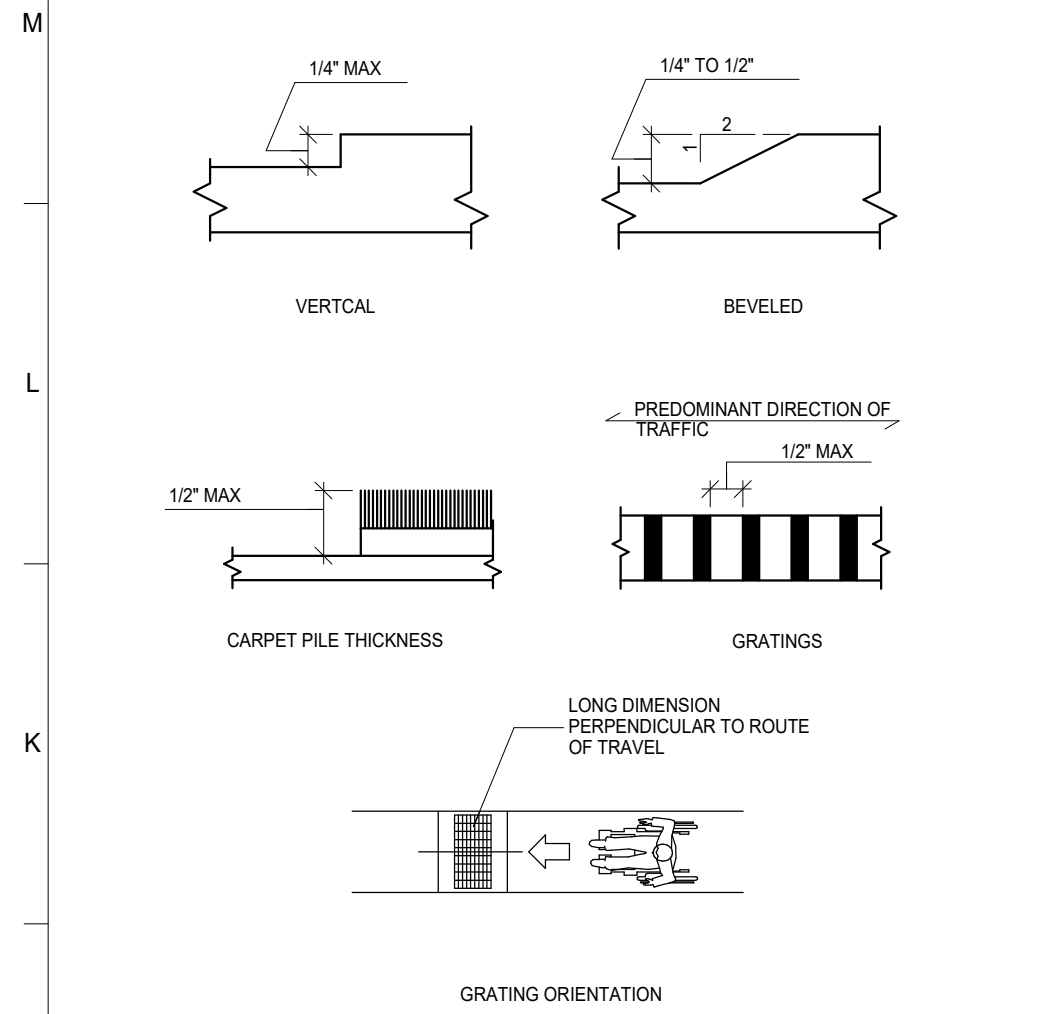 M
1/4" MAX
1/4" TO 1/2"
2
1
VERTCAL
BEVELED
L
PREDOMINANT DIRECTION OF
TRAFFIC
1/2" MAX
1/2" MAX
CARPET PILE THICKNESS
GRATINGS
K
LONG DIMENSION
PERPENDICULAR TO ROUTE
OF TRAVEL
GRATING ORIENTATION